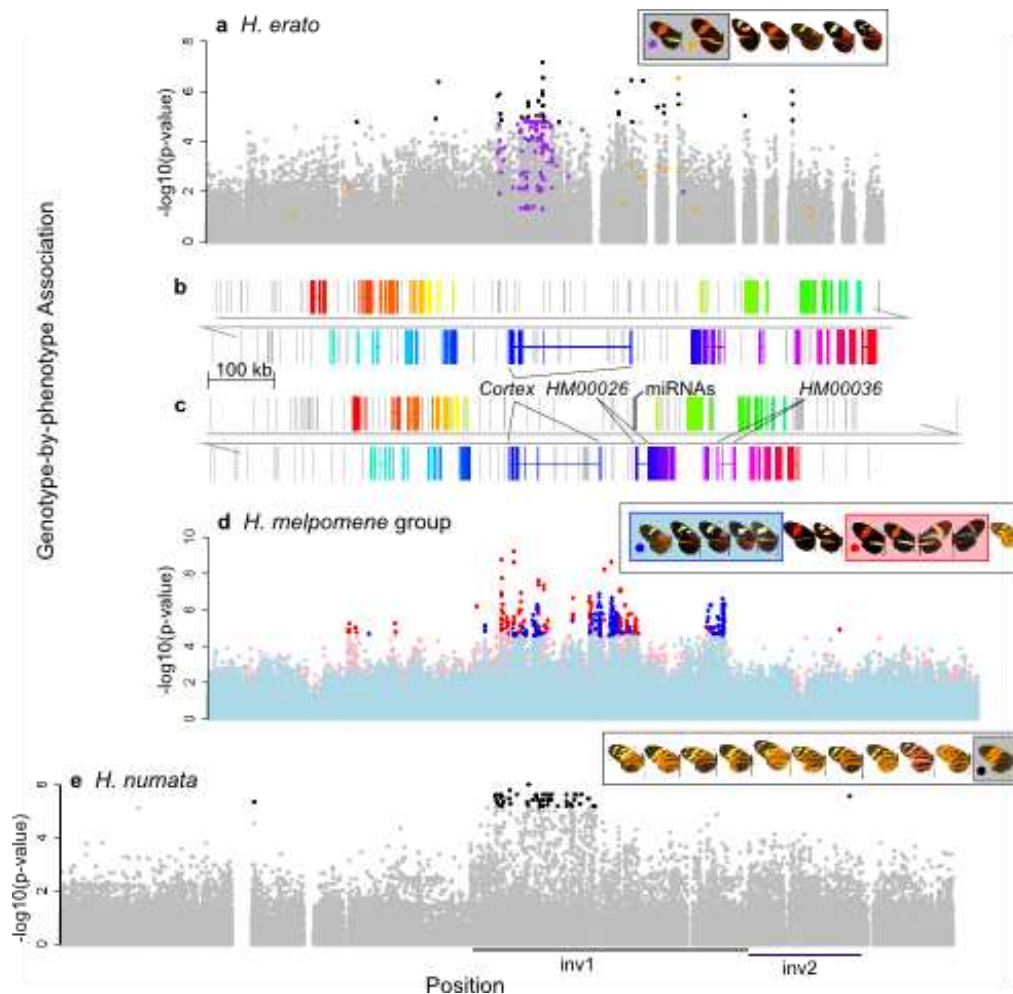 a H. erato
8
6
4
2
0
-log10(p-value)
Genotype-by-phenotype Association
b
100 kb
Cortex HM00026 miRNAs HM00036
c
d H. melpomene group
10
8
6
4
2
0
-log10(p-value)
e H. numata
6
4
2
0
-log10(p-value)
inv1
inv2
Position